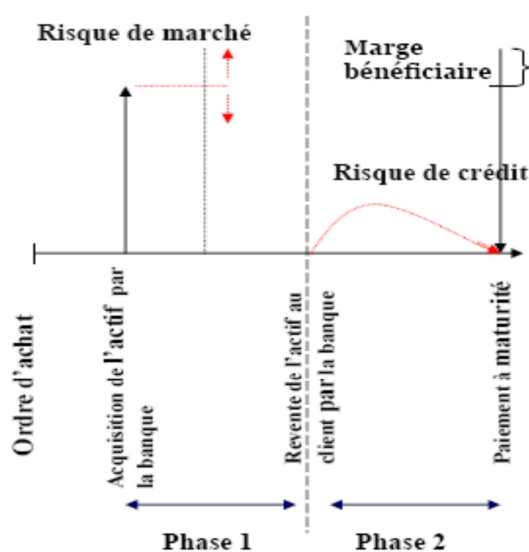 Risque de marché
Marge
bénéficiaire
Risque de crédit
Ordre d'achat
Acquisition de l'actif par
la banque
Revente de l'actif au
client par la banque
Paiement à maturité
Phase 1
Phase 2